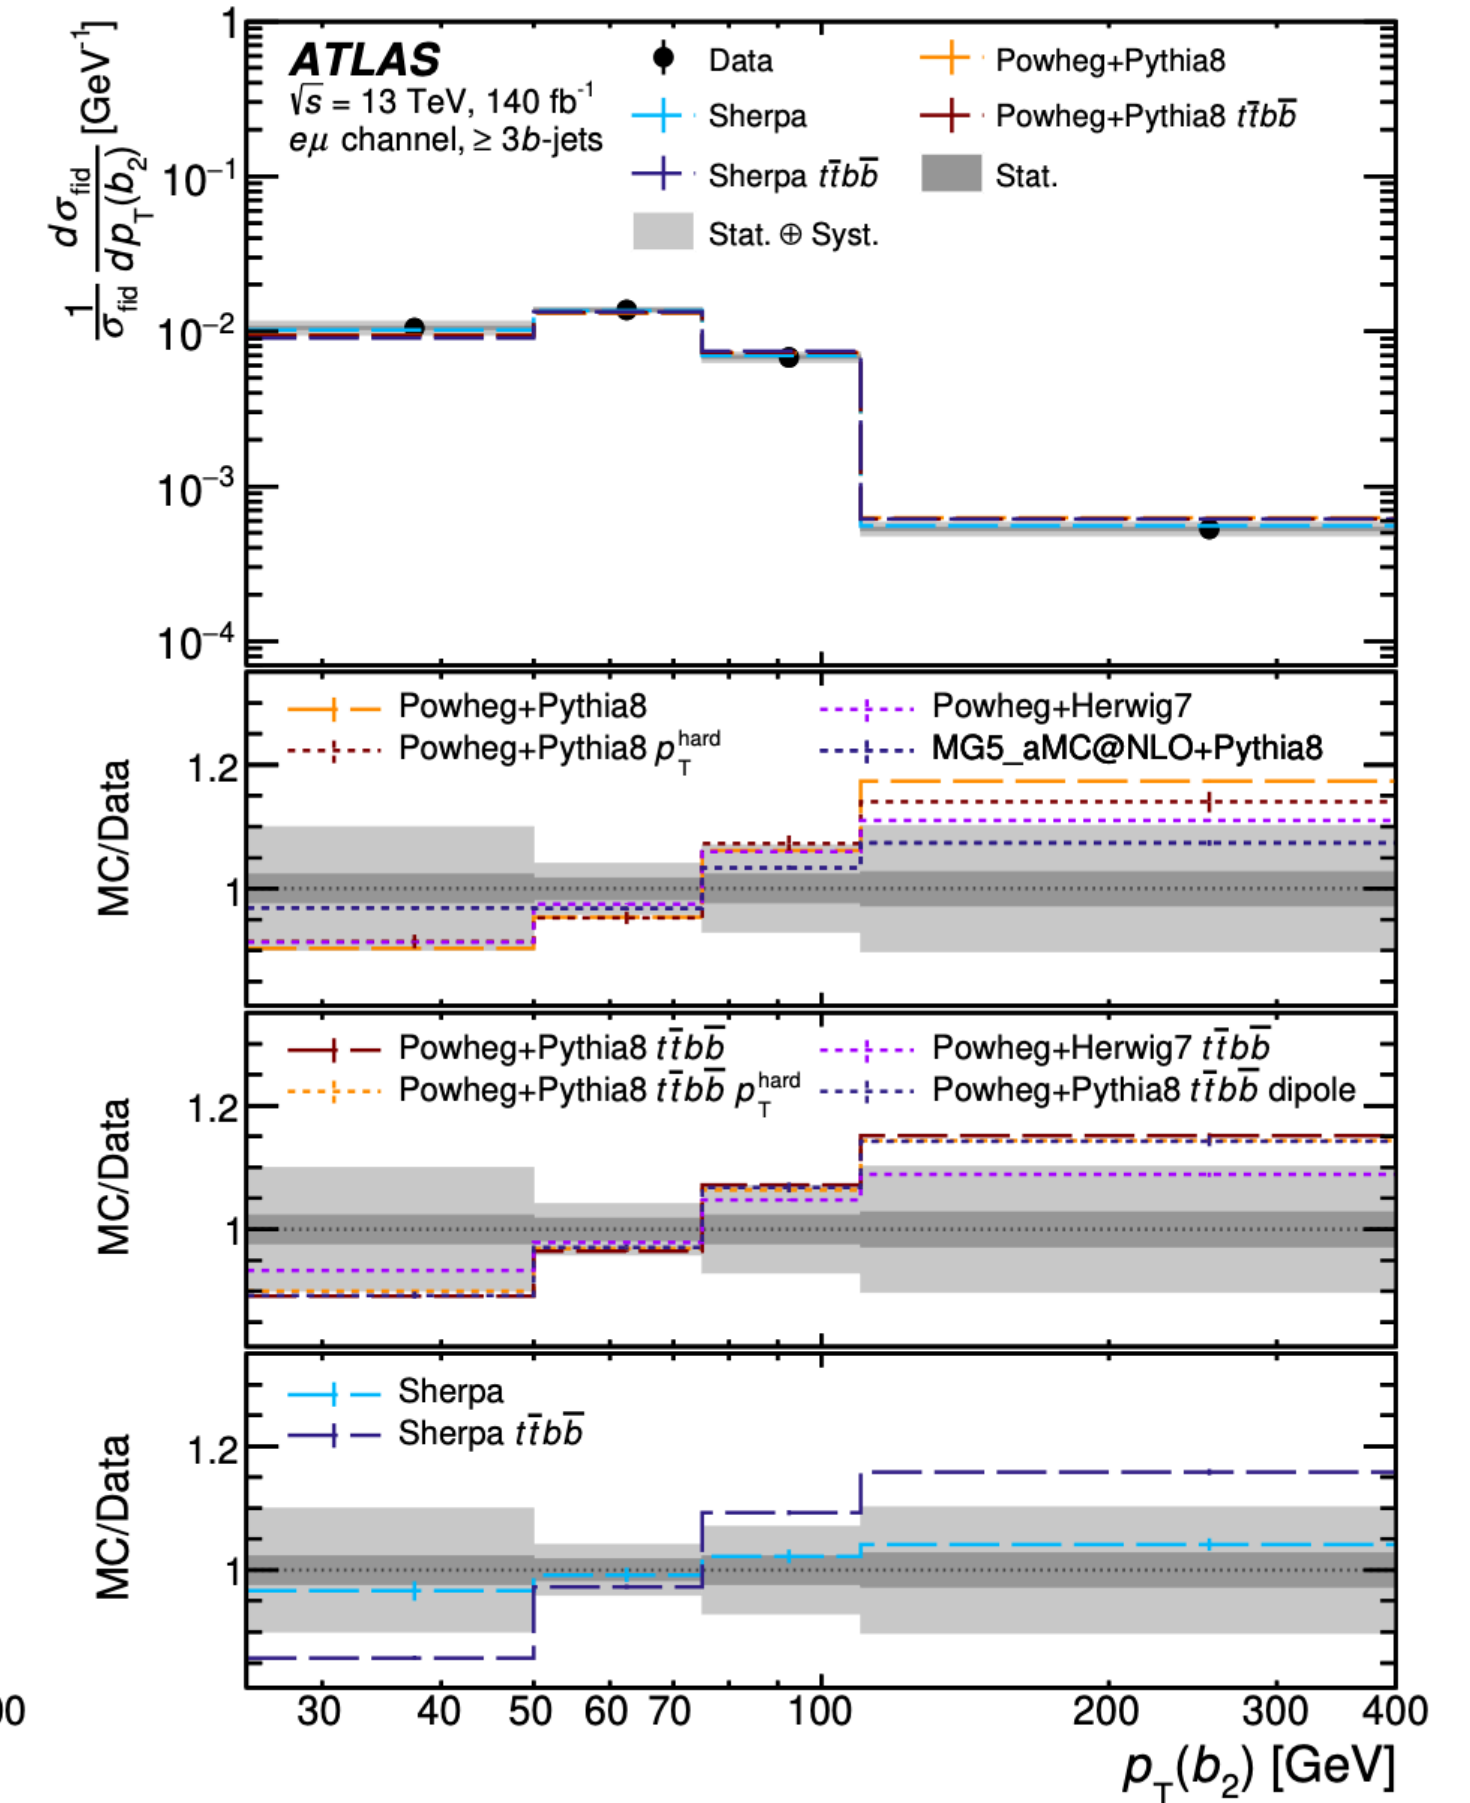 1/σ_fid dσ_fid/dp_T(b₂) [GeV⁻¹]
1
10⁻¹
10⁻²
10⁻³
10⁻⁴
ATLAS
√s = 13 TeV, 140 fb⁻¹
eμ channel, ≥ 3b-jets
Data
Sherpa
Sherpa tt̄bb̄
Stat. ⊕ Syst.
Powheg+Pythia8
Powheg+Pythia8 tt̄bb̄
Stat.
MC/Data
1.2
1
Powheg+Pythia8
Powheg+Pythia8 p_T^hard
Powheg+Herwig7
MG5_aMC@NLO+Pythia8
MC/Data
1.2
1
Powheg+Pythia8 tt̄bb̄
Powheg+Pythia8 tt̄bb̄ p_T^hard
Powheg+Herwig7 tt̄bb̄
Powheg+Pythia8 tt̄bb̄ dipole
MC/Data
1.2
1
Sherpa
Sherpa tt̄bb̄
30 40 50 60 70 100 200 300 400
p_T(b₂) [GeV]